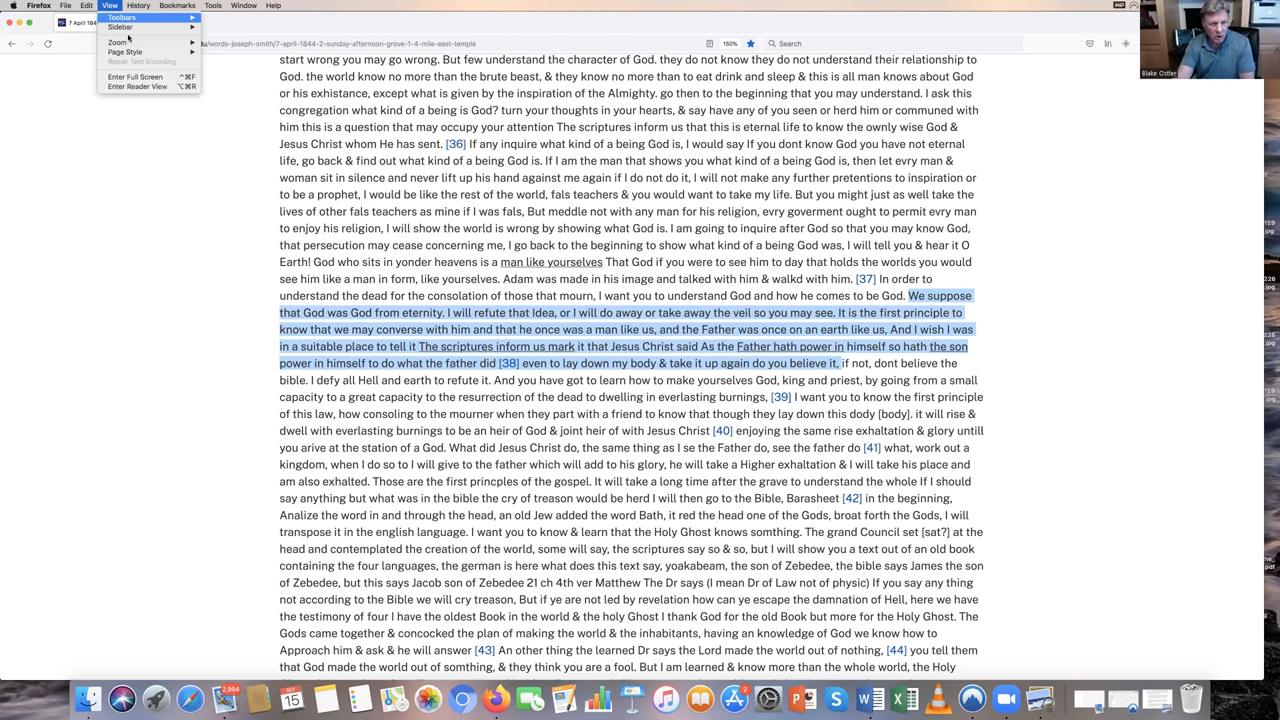 Firefox File Edit View History Bookmarks Tools Window Help
Toolbars
Sidebar
Zoom
Page Style
Repair Text Encoding
Enter Full Screen ^⌘F
Enter Reader View ⌥⌘R
7 April 1844
du/words-joseph-smith/7-april-1844-2-sunday-afternoon-grove-1-4-mile-east-temple
150%
Search
Blake Ostler
start wrong you may go wrong. But few understand the character of God. they do not know they do not understand their relationship to
God. the world know no more than the brute beast, & they know no more than to eat drink and sleep & this is all man knows about God
or his exhistance, except what is given by the inspiration of the Almighty. go then to the beginning that you may understand. I ask this
congregation what kind of a being is God? turn your thoughts in your hearts, & say have any of you seen or herd him or communed with
him this is a question that may occupy your attention The scriptures inform us that this is eternal life to know the ownly wise God &
Jesus Christ whom He has sent. [36] If any inquire what kind of a being God is, I would say If you dont know God you have not eternal
life, go back & find out what kind of a being God is. If I am the man that shows you what kind of a being God is, then let evry man &
woman sit in silence and never lift up his hand against me again if I do not do it, I will not make any further pretentions to inspiration or
to be a prophet, I would be like the rest of the world, fals teachers & you would want to take my life. But you might just as well take the
lives of other fals teachers as mine if I was fals, But meddle not with any man for his religion, evry goverment ought to permit evry man
to enjoy his religion, I will show the world is wrong by showing what God is. I am going to inquire after God so that you may know God,
that persecution may cease concerning me, I go back to the beginning to show what kind of a being God was, I will tell you & hear it O
Earth! God who sits in yonder heavens is a man like yourselves That God if you were to see him to day that holds the worlds you would
see him like a man in form, like yourselves. Adam was made in his image and talked with him & walkd with him. [37] In order to
understand the dead for the consolation of those that mourn, I want you to understand God and how he comes to be God. We suppose
that God was God from eternity. I will refute that Idea, or I will do away or take away the veil so you may see. It is the first principle to
know that we may converse with him and that he once was a man like us, and the Father was once on an earth like us, And I wish I was
in a suitable place to tell it The scriptures inform us mark it that Jesus Christ said As the Father hath power in himself so hath the son
power in himself to do what the father did [38] even to lay down my body & take it up again do you believe it, if not, dont believe the
bible. I defy all Hell and earth to refute it. And you have got to learn how to make yourselves God, king and priest, by going from a small
capacity to a great capacity to the resurrection of the dead to dwelling in everlasting burnings, [39] I want you to know the first principle
of this law, how consoling to the mourner when they part with a friend to know that though they lay down this dody [body]. it will rise &
dwell with everlasting burnings to be an heir of God & joint heir of with Jesus Christ [40] enjoying the same rise exhaltation & glory untill
you arive at the station of a God. What did Jesus Christ do, the same thing as I se the Father do, see the father do [41] what, work out a
kingdom, when I do so to I will give to the father which will add to his glory, he will take a Higher exhaltation & I will take his place and
am also exhalted. Those are the first princples of the gospel. It will take a long time after the grave to understand the whole If I should
say anything but what was in the bible the cry of treason would be herd I will then go to the Bible, Barasheet [42] in the beginning,
Analize the word in and through the head, an old Jew added the word Bath, it red the head one of the Gods, broat forth the Gods, I will
transpose it in the english language. I want you to know & learn that the Holy Ghost knows somthing. The grand Council set [sat?] at the
head and contemplated the creation of the world, some will say, the scriptures say so & so, but I will show you a text out of an old book
containing the four languages, the german is here what does this text say, yoakabeam, the son of Zebedee, the bible says James the son
of Zebedee, but this says Jacob son of Zebedee 21 ch 4th ver Matthew The Dr says (I mean Dr of Law not of physic) If you say any thing
not according to the Bible we will cry treason, But if ye are not led by revelation how can ye escape the damnation of Hell, here we have
the testimony of four I have the oldest Book in the world & the holy Ghost I thank God for the old Book but more for the Holy Ghost. The
Gods came together & concocked the plan of making the world & the inhabitants, having an knowledge of God we know how to
Approach him & ask & he will answer [43] An other thing the learned Dr says the Lord made the world out of nothing, [44] you tell them
that God made the world out of somthing, & they think you are a fool. But I am learned & know more than the whole world, the Holy
2,994
SEP
15
2